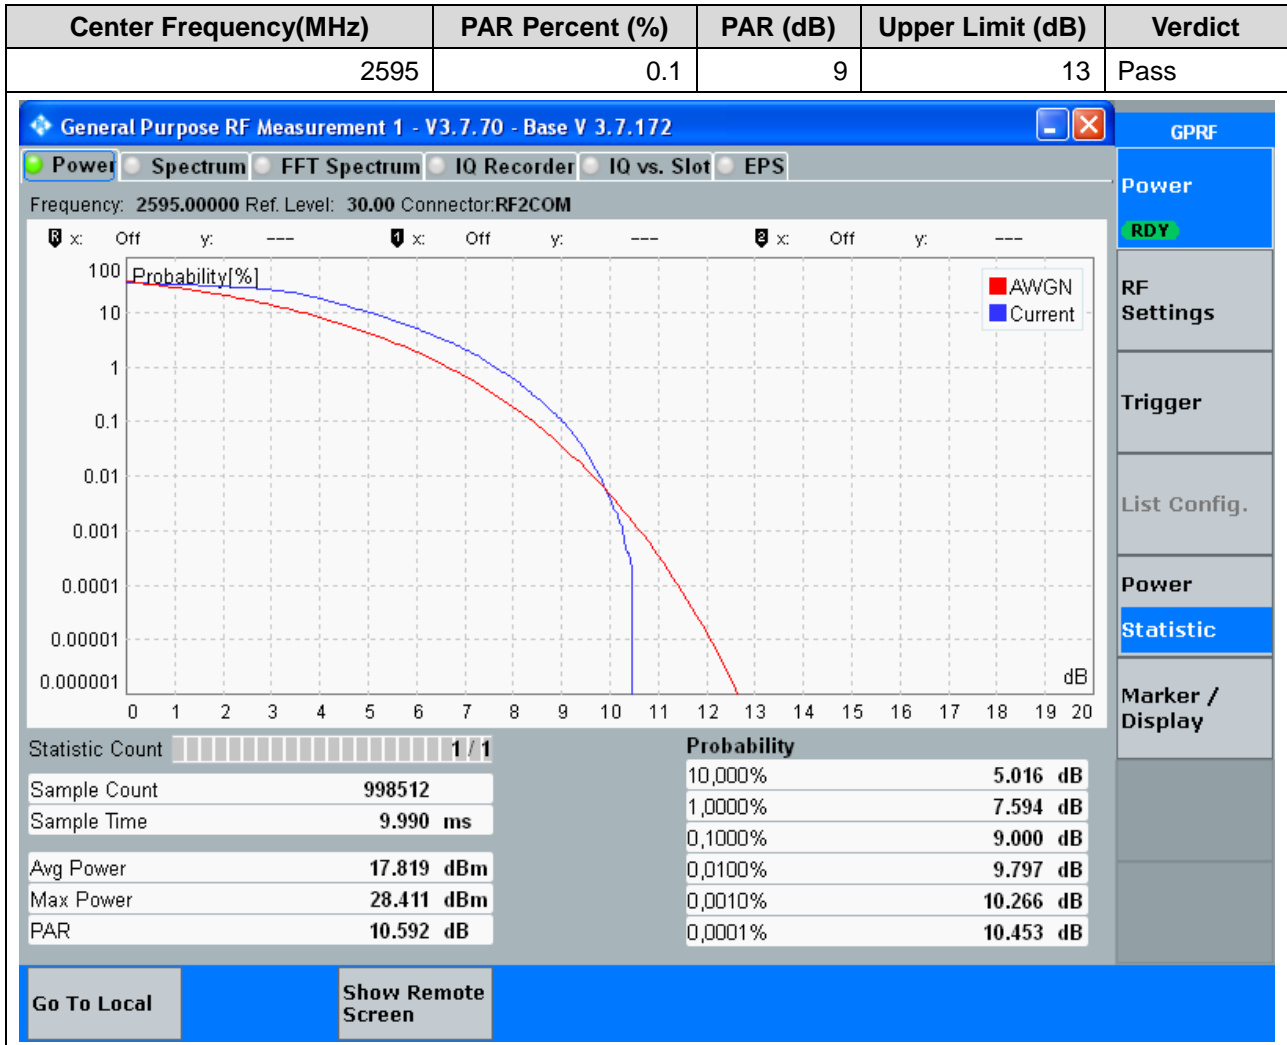 Center Frequency(MHz) PAR Percent (%) PAR (dB) Upper Limit (dB) Verdict
2595 0.1 9 13 Pass
General Purpose RF Measurement 1 - V3.7.70 - Base V 3.7.172
GPRF
Power Spectrum FFT Spectrum IQ Recorder IQ vs. Slot EPS
Power
RDY
Frequency: 2595.00000 Ref. Level: 30.00 Connector:RF2COM
R x: Off y: --- 1 x: Off y: --- 2 x: Off y: ---
Probability[%]
AWGN
Current
100
10
1
0.1
0.01
0.001
0.0001
0.00001
0.000001
dB
0 1 2 3 4 5 6 7 8 9 10 11 12 13 14 15 16 17 18 19 20
RF
Settings
Trigger
List Config.
Power
Statistic
Marker /
Display
Statistic Count 1 / 1
Sample Count 998512
Sample Time 9.990 ms
Avg Power 17.819 dBm
Max Power 28.411 dBm
PAR 10.592 dB
Probability
10,000% 5.016 dB
1,0000% 7.594 dB
0,1000% 9.000 dB
0,0100% 9.797 dB
0,0010% 10.266 dB
0,0001% 10.453 dB
Go To Local
Show Remote
Screen